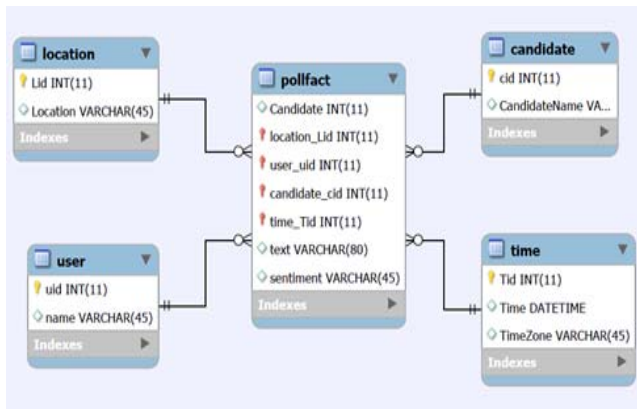 location
Lid INT(11)
Location VARCHAR(45)
Indexes
pollfact
Candidate INT(11)
location_Lid INT(11)
user_uid INT(11)
candidate_cid INT(11)
time_Tid INT(11)
text VARCHAR(80)
sentiment VARCHAR(45)
Indexes
candidate
cid INT(11)
CandidateName VA...
Indexes
user
uid INT(11)
name VARCHAR(45)
Indexes
time
Tid INT(11)
Time DATETIME
TimeZone VARCHAR(45)
Indexes